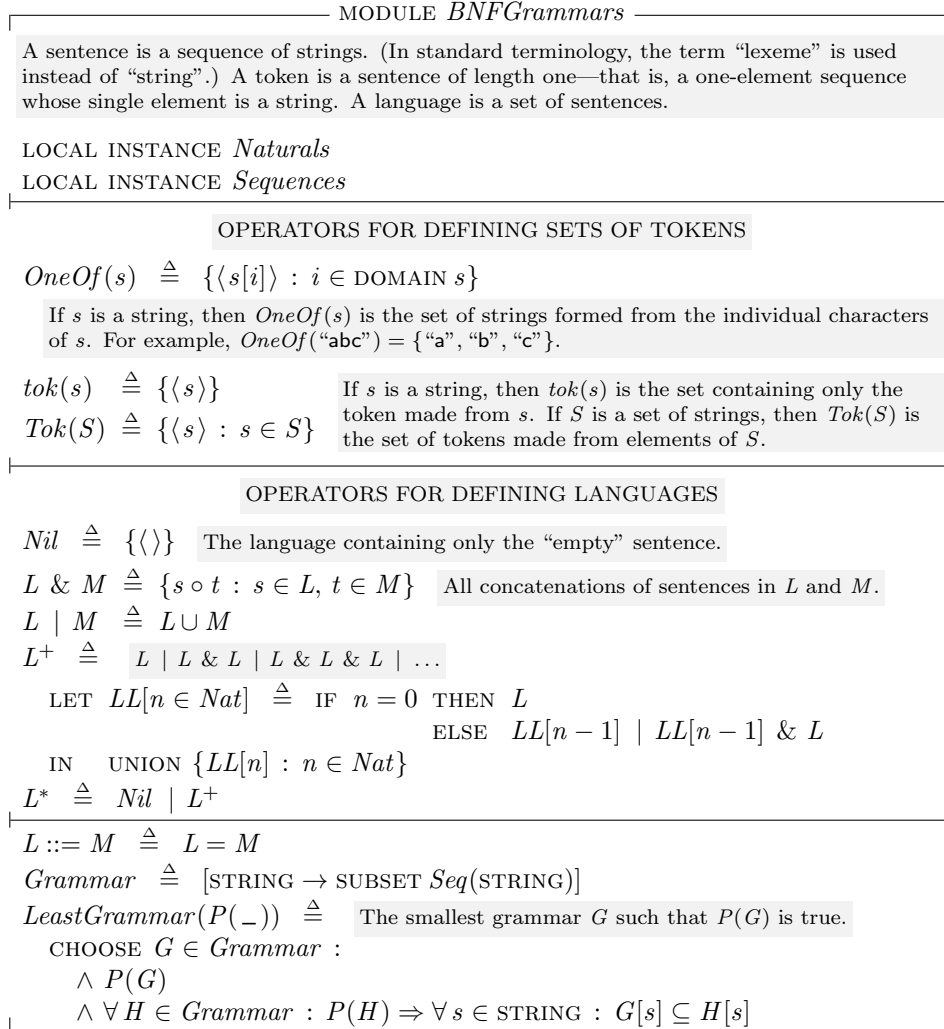 MODULE BNFGrammars
A sentence is a sequence of strings. (In standard terminology, the term “lexeme” is used
instead of “string”.) A token is a sentence of length one—that is, a one-element sequence
whose single element is a string. A language is a set of sentences.
LOCAL INSTANCE Naturals
LOCAL INSTANCE Sequences
OPERATORS FOR DEFINING SETS OF TOKENS
OneOf(s) ≜ {⟨s[i]⟩ : i ∈ DOMAIN s}
If s is a string, then OneOf(s) is the set of strings formed from the individual characters
of s. For example, OneOf(“abc”) = {“a”, “b”, “c”}.
tok(s) ≜ {⟨s⟩}
Tok(S) ≜ {⟨s⟩ : s ∈ S}
If s is a string, then tok(s) is the set containing only the
token made from s. If S is a set of strings, then Tok(S) is
the set of tokens made from elements of S.
OPERATORS FOR DEFINING LANGUAGES
Nil ≜ {⟨ ⟩} The language containing only the “empty” sentence.
L & M ≜ {s ∘ t : s ∈ L, t ∈ M} All concatenations of sentences in L and M.
L | M ≜ L ∪ M
L⁺ ≜ L | L & L | L & L & L | ...
LET LL[n ∈ Nat] ≜ IF n = 0 THEN L
ELSE LL[n − 1] | LL[n − 1] & L
IN UNION {LL[n] : n ∈ Nat}
L* ≜ Nil | L⁺
L ::= M ≜ L = M
Grammar ≜ [STRING → SUBSET Seq(STRING)]
LeastGrammar(P(_)) ≜ The smallest grammar G such that P(G) is true.
CHOOSE G ∈ Grammar :
∧ P(G)
∧ ∀ H ∈ Grammar : P(H) ⇒ ∀ s ∈ STRING : G[s] ⊆ H[s]